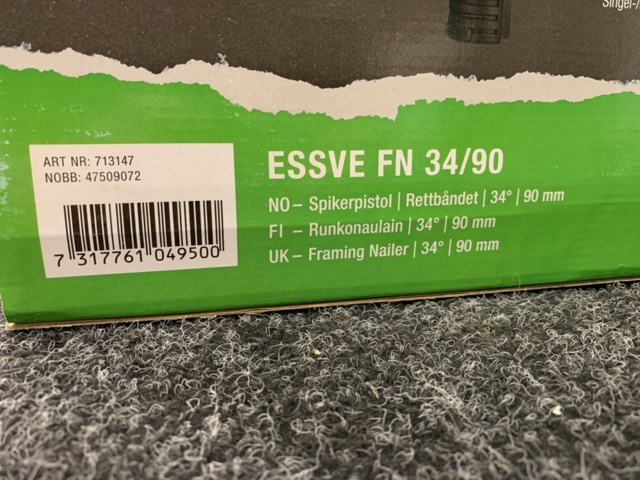 Singel-/
ART NR: 713147
NOBB: 47509072
7 317761 049500
ESSVE FN 34/90
NO – Spikerpistol | Rettbåndet | 34° | 90 mm
FI – Runkonaulain | 34° | 90 mm
UK – Framing Nailer | 34° | 90 mm